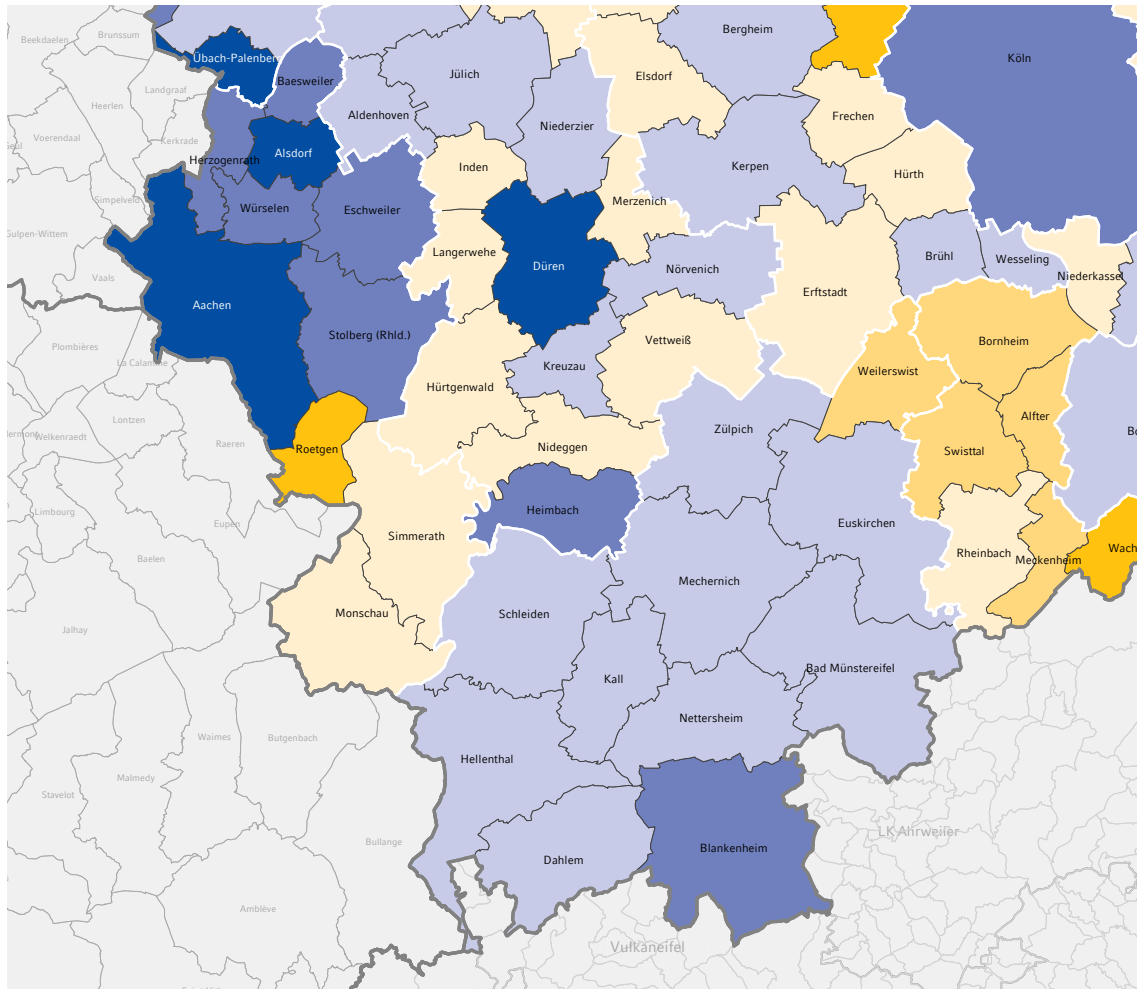 Bergheim
Brunssum
Beekdaelen
Übach-Palenber
Köln
Baesweiler
Jülich
Elsdorf
Landgraaf
Heerlen
Aldenhoven
Frechen
Niederzier
Voerendaal
Kerkrade
Alsdorf
Herzogenrath
Kerpen
Inden
Hürth
Simpelveld
Merzenich
Würselen
Eschweiler
Gulpen-Wittem
Langerwehe
Brühl
Wesseling
Düren
Nörvenich
Niederkassel
Vaals
Erftstadt
Aachen
Stolberg (Rhld.)
Vettweiß
Bornheim
Plombières
La Calamine
Kreuzau
Weilerswist
Hürtgenwald
Alfter
Lontzen
Zülpich
Bo
Welkenraedt
Raeren
Roetgen
Nideggen
Swisttal
Limbourg
Heimbach
Eupen
Euskirchen
Simmerath
Wach
Rheinbach
Meckenheim
Baelen
Mechernich
Monschau
Schleiden
Jalhay
Bad Münstereifel
Kall
Nettersheim
Waimes
Butgenbach
Hellenthal
Malmedy
Stavelot
LK Ahrweiler
Bullange
Blankenheim
Dahlem
Amblève
Vulkaneifel